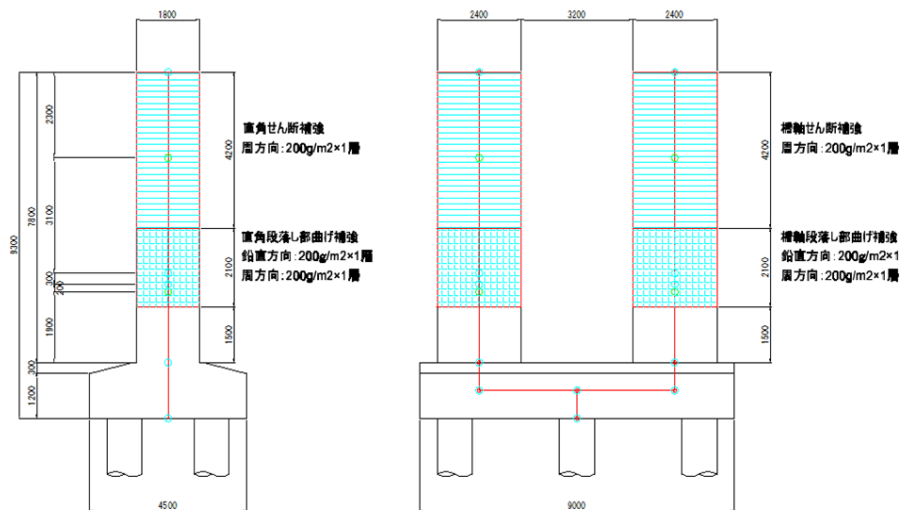 1800
2400
3200
2400
2300
3100
300
200
1900
7800
9300
300
1200
4200
2100
1500
直角せん断補強
周方向:200g/m2×1層
直角段落し部曲げ補強
鉛直方向:200g/m2×1層
周方向:200g/m2×1層
4200
2100
1500
橋軸せん断補強
周方向:200g/m2×1層
橋軸段落し部曲げ補強
鉛直方向:200g/m2×1
周方向:200g/m2×1層
4500
9000